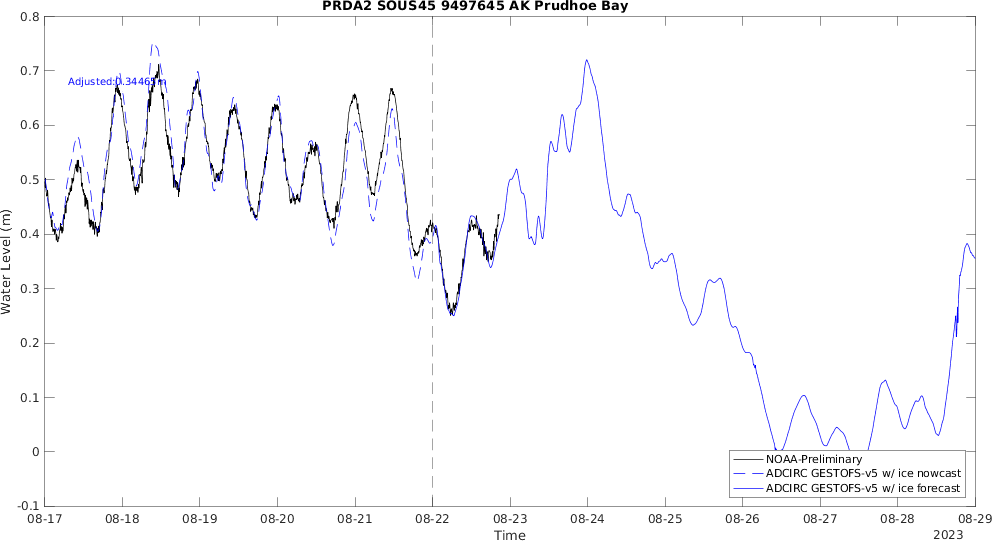 PRDA2 SOUS45 9497645 AK Prudhoe Bay
0.8
0.7
0.6
0.5
0.4
0.3
0.2
0.1
0
-0.1
Water Level (m)
Adjusted:0.34465
NOAA-Preliminary
ADCIRC GESTOFS-v5 w/ ice nowcast
ADCIRC GESTOFS-v5 w/ ice forecast
08-17 08-18 08-19 08-20 08-21 08-22 08-23 08-24 08-25 08-26 08-27 08-28 08-29
Time
2023